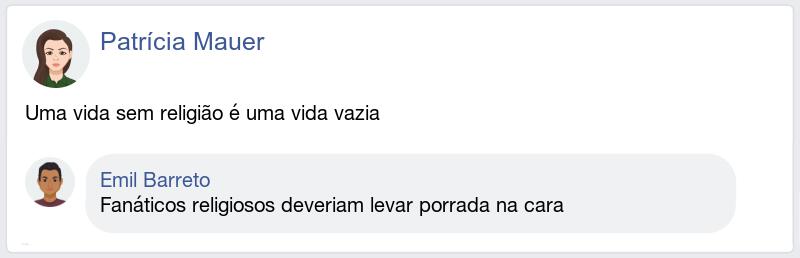 Patrícia Mauer
Uma vida sem religião é uma vida vazia
Emil Barreto
Fanáticos religiosos deveriam levar porrada na cara